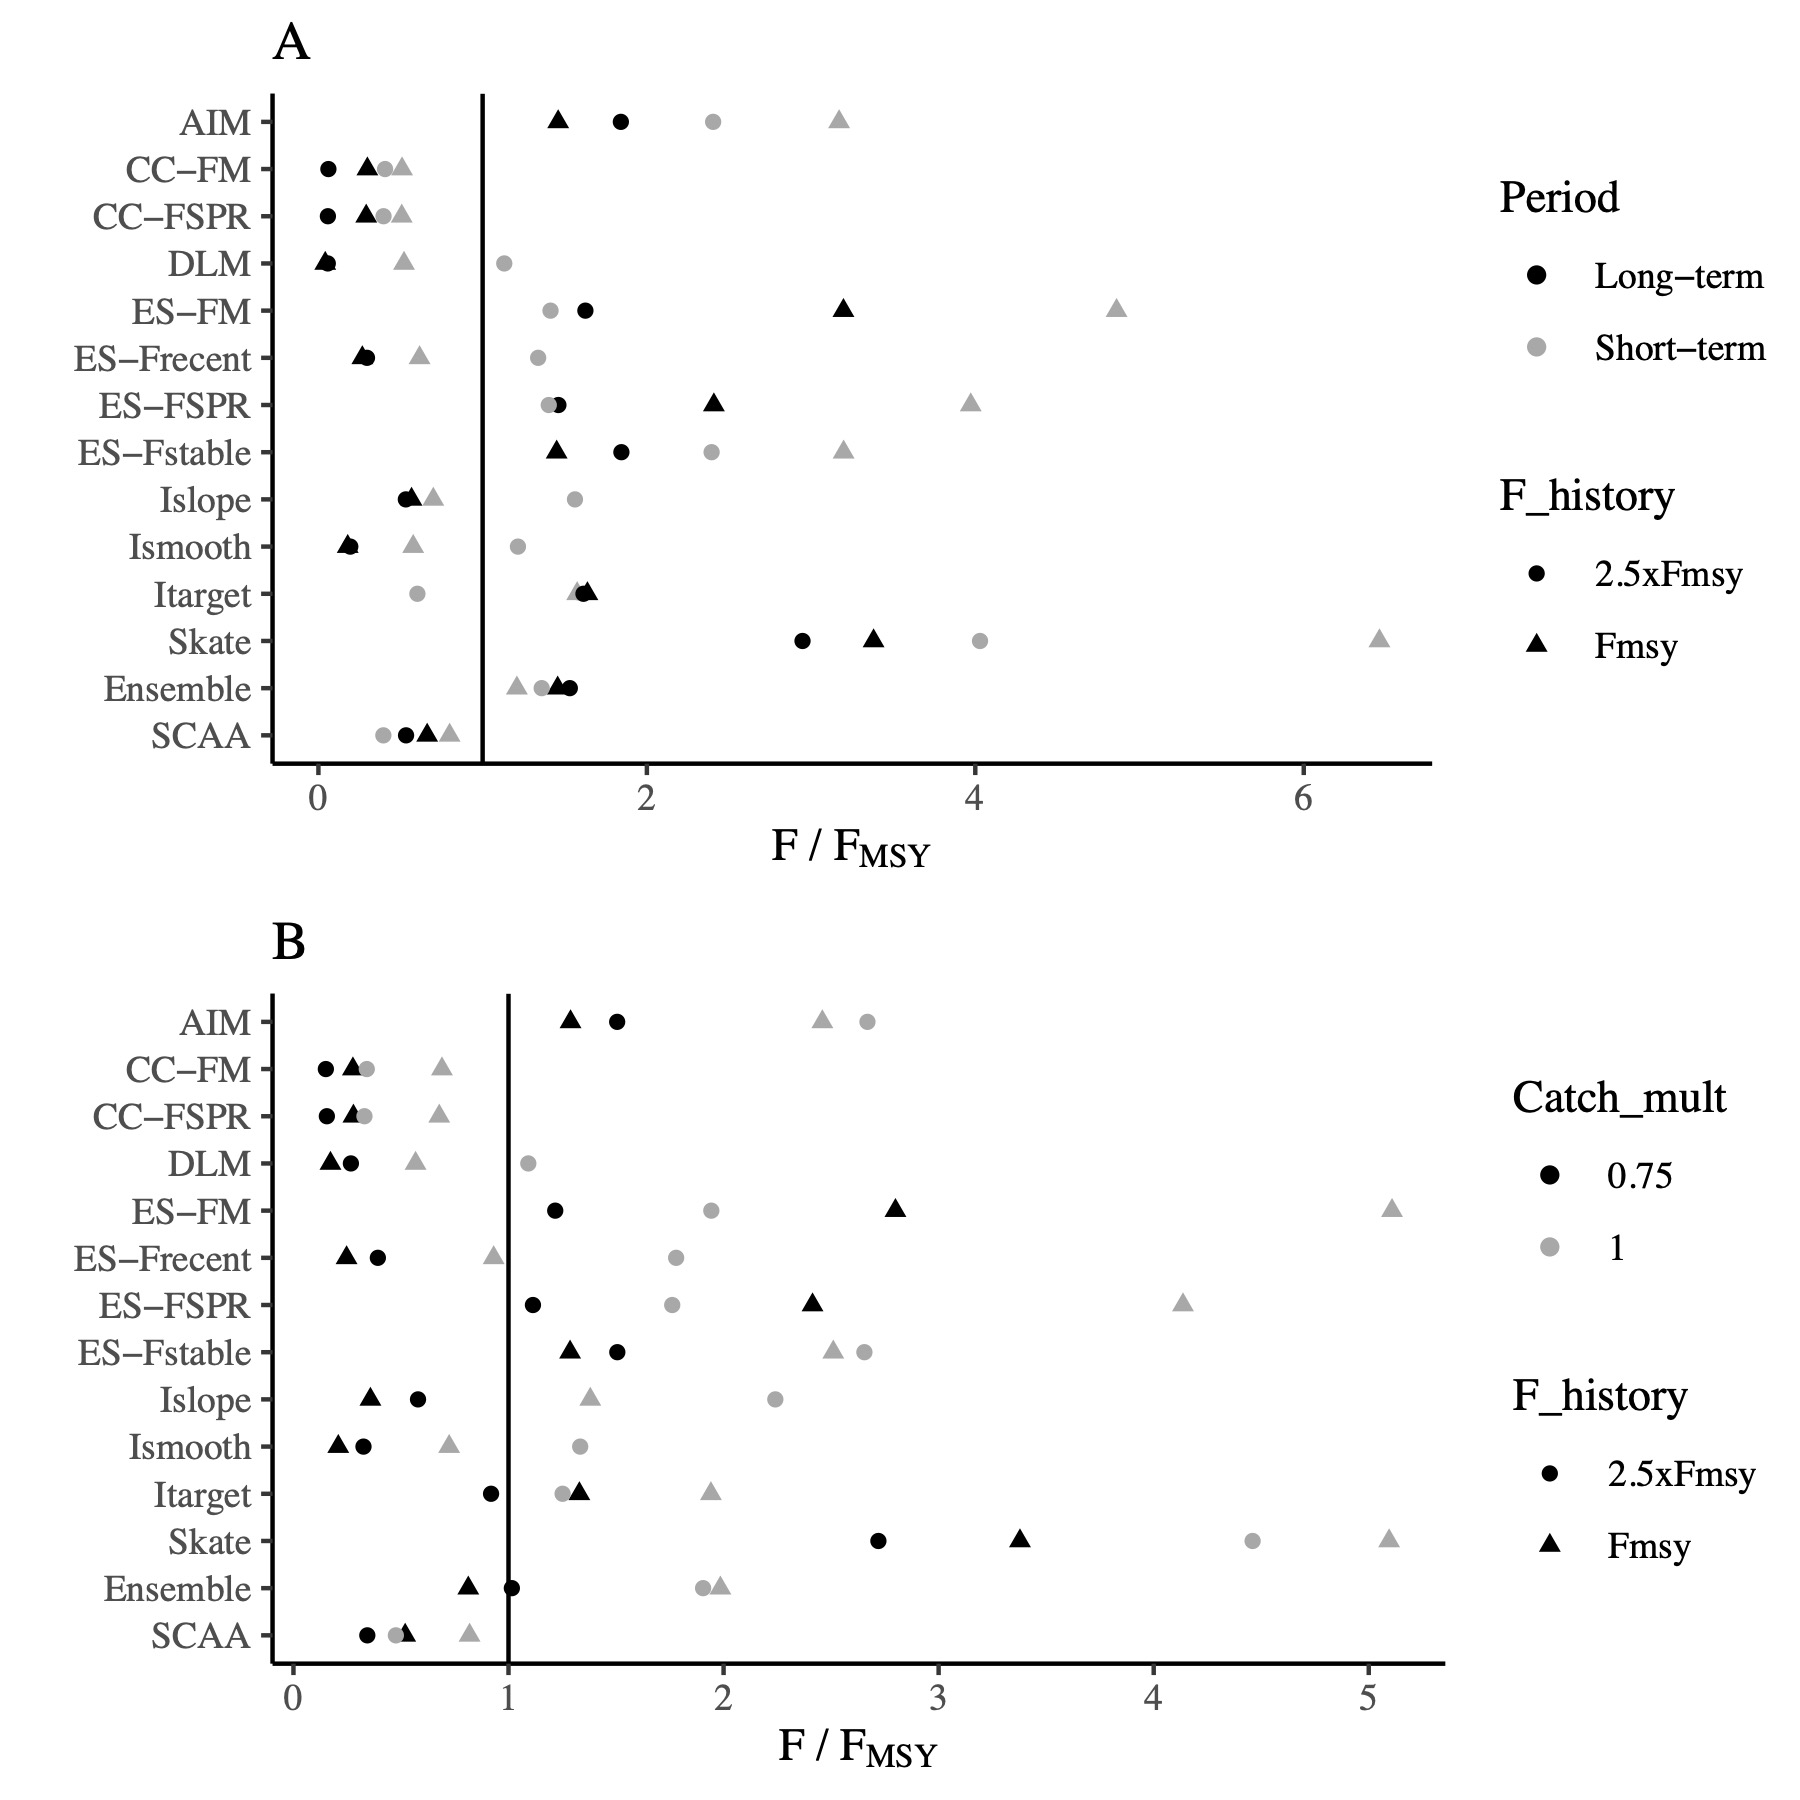 A
AIM
CC−FM
CC−FSPR
DLM
ES−FM
ES−Frecent
ES−FSPR
ES−Fstable
Islope
Ismooth
Itarget
Skate
Ensemble
SCAA
0 2 4 6
F / FMSY
Period
Long−term
Short−term
F_history
2.5xFmsy
Fmsy
B
AIM
CC−FM
CC−FSPR
DLM
ES−FM
ES−Frecent
ES−FSPR
ES−Fstable
Islope
Ismooth
Itarget
Skate
Ensemble
SCAA
0 1 2 3 4 5
F / FMSY
Catch_mult
0.75
1
F_history
2.5xFmsy
Fmsy